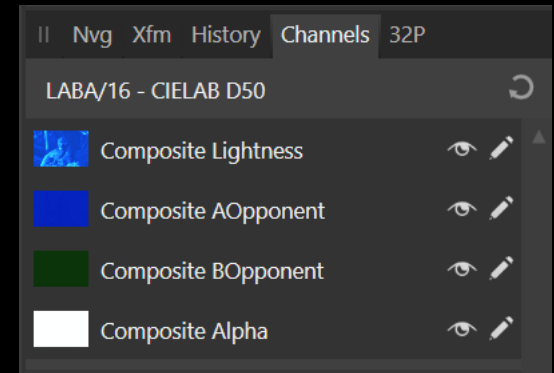 Nvg Xfm History Channels 32P
LABA/16 - CIELAB D50
Composite Lightness
Composite AOpponent
Composite BOpponent
Composite Alpha